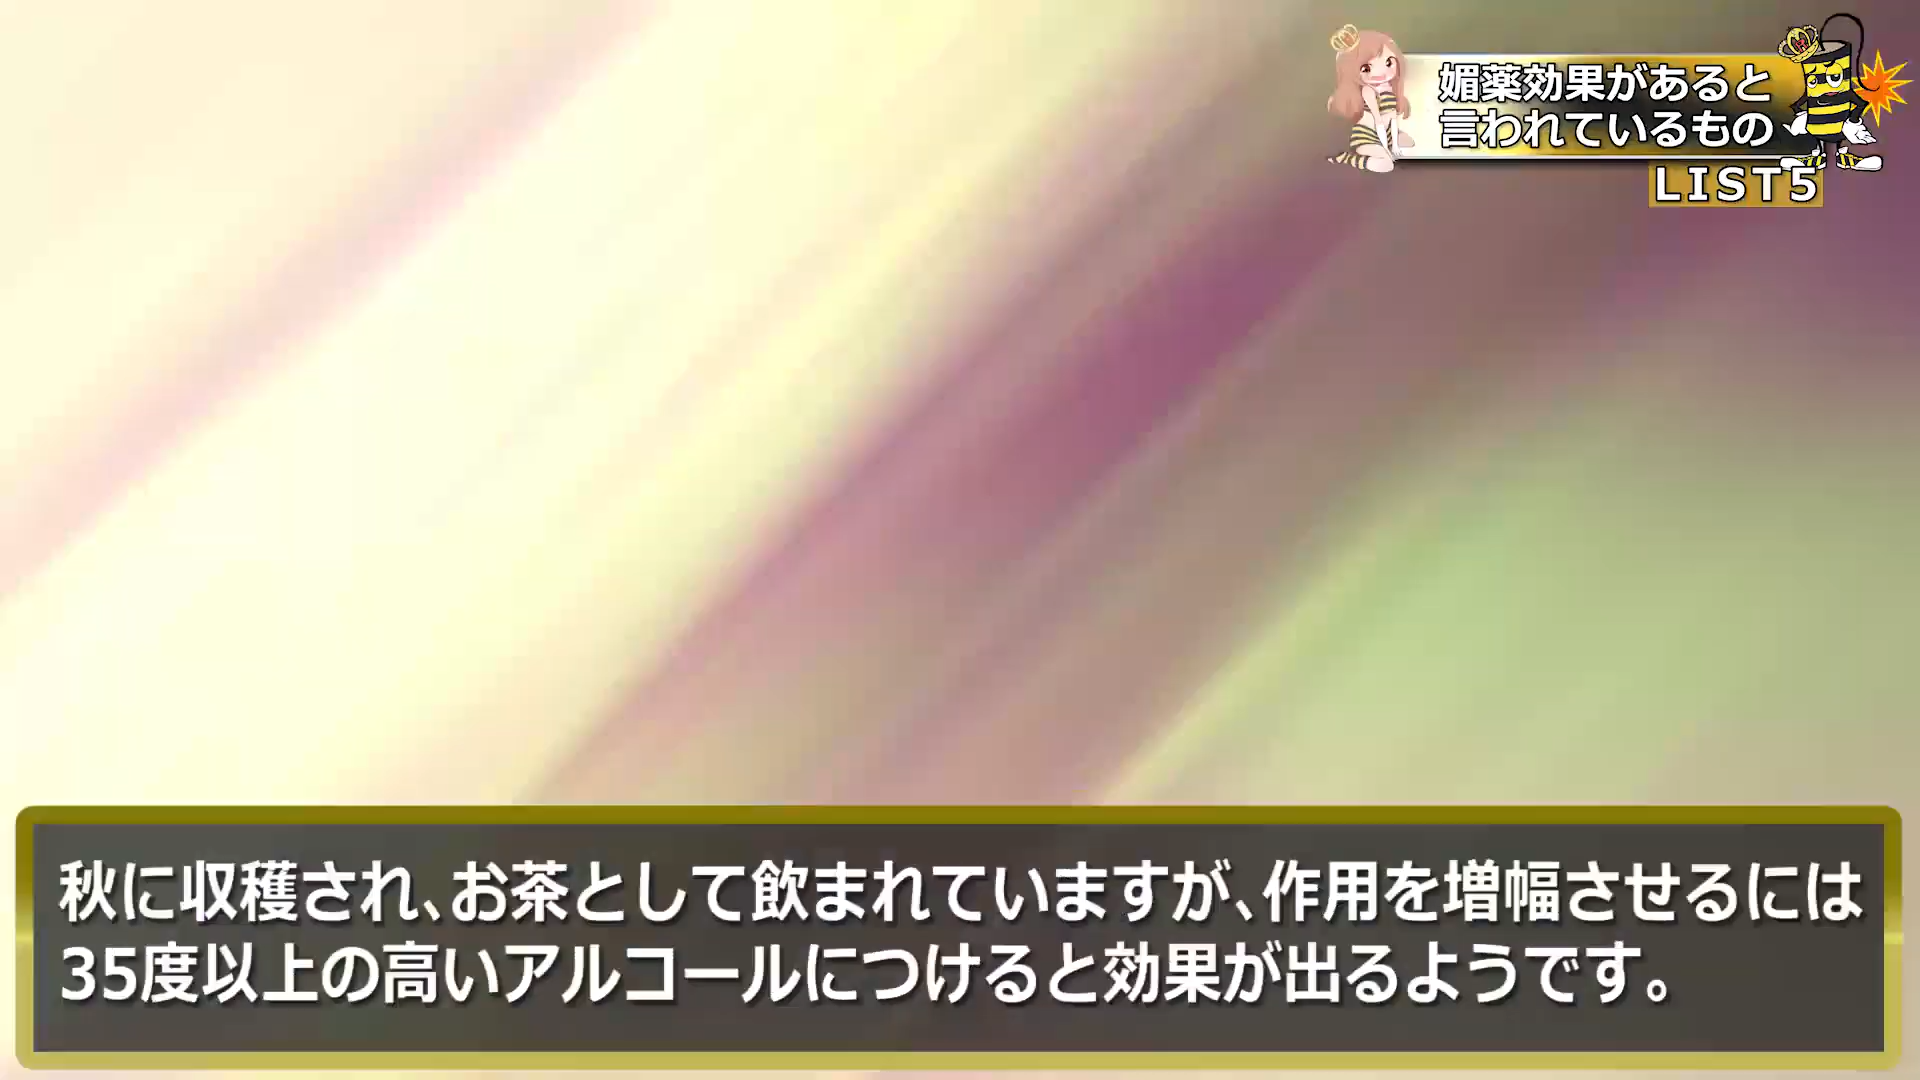 媚薬効果があると
言われているもの
LIST5
秋に収穫され、お茶として飲まれていますが、作用を増幅させるには
35度以上の高いアルコールにつけると効果が出るようです。